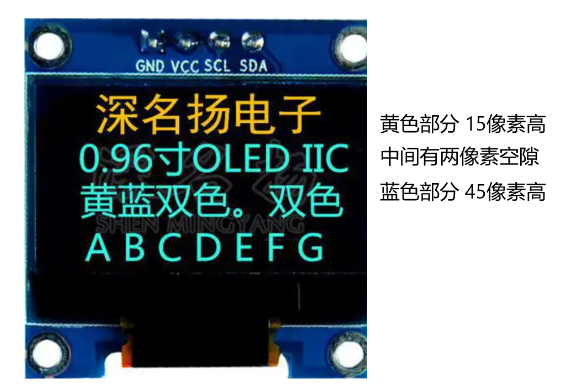 GND VCC SCL SDA
深名扬电子
0.96寸OLED IIC
黄蓝双色。双色
SHEN MINGYANG
A B C D E F G
黄色部分 15像素高
中间有两像素空隙
蓝色部分 45像素高